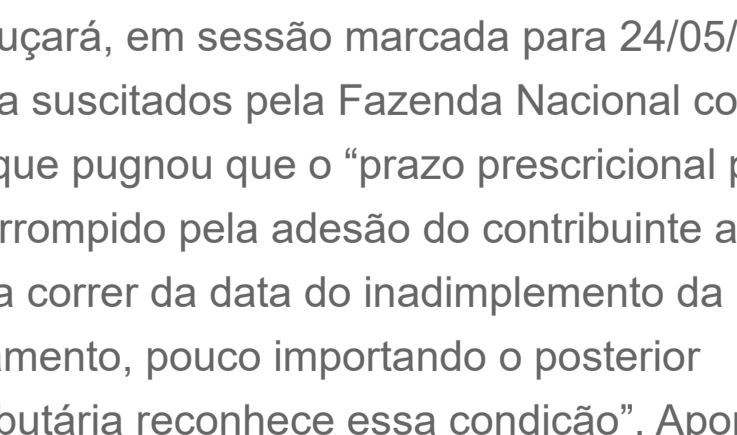 uçará, em sessão marcada para 24/05/
a suscitados pela Fazenda Nacional co
que pugnou que o “prazo prescricional p
rrompido pela adesão do contribuinte a
a correr da data do inadimplemento da
amento, pouco importando o posterior
butária reconhece essa condição”. Apor